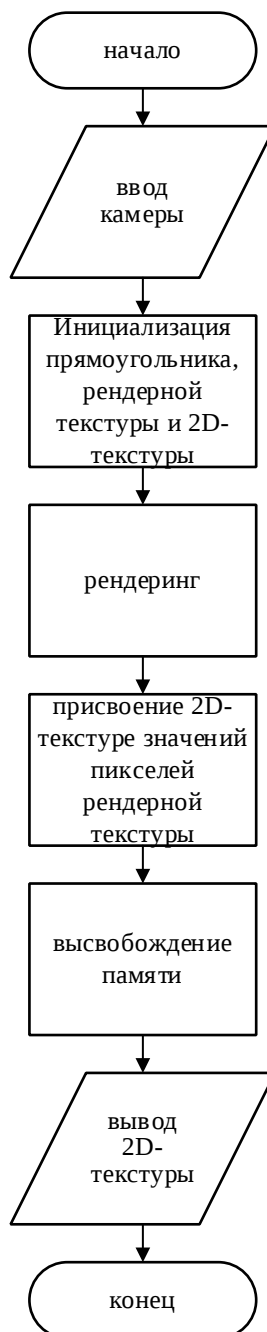 начало
ввод
камеры
Инициализация
прямоугольника,
рендерной
текстуры и 2D-
текстуры
рендеринг
присвоение 2D-
текстуре значений
пикселей
рендерной
текстуры
высвобождение
памяти
вывод
2D-
текстуры
конец